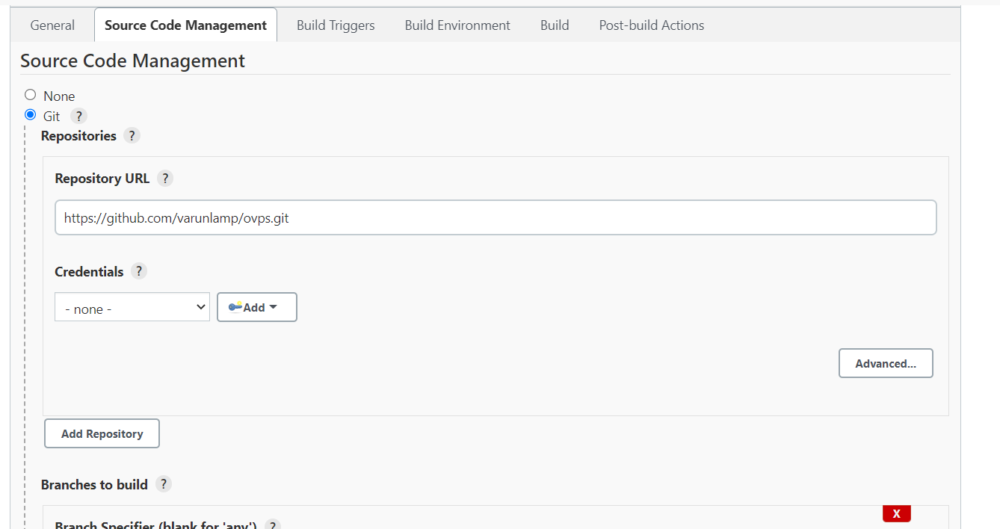 General Source Code Management Build Triggers Build Environment Build Post-build Actions
Source Code Management
None
Git ?
Repositories ?
Repository URL ?
https://github.com/varunlamp/ovps.git
Credentials ?
- none - Add
Advanced...
Add Repository
Branches to build ?
X
Branch Specifier (blank for 'any') ?